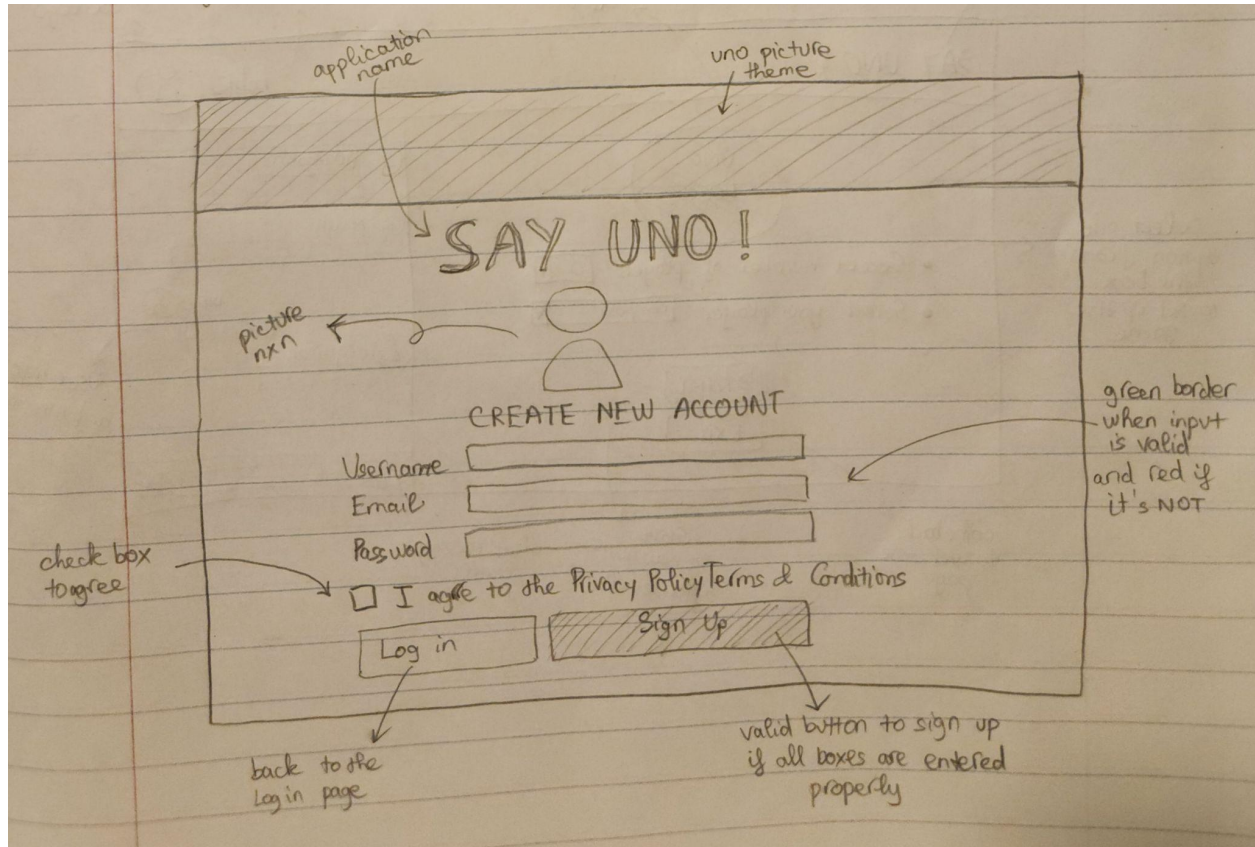 application
name
uno picture
theme
SAY UNO!
picture
nxn
CREATE NEW ACCOUNT
Username
Email
Password
green border
when input
is valid
and red if
it's NOT
check box
to agree
I agree to the Privacy Policy Terms & Conditions
Log in
Sign Up
back to the
Log in page
valid button to sign up
if all boxes are entered
properly